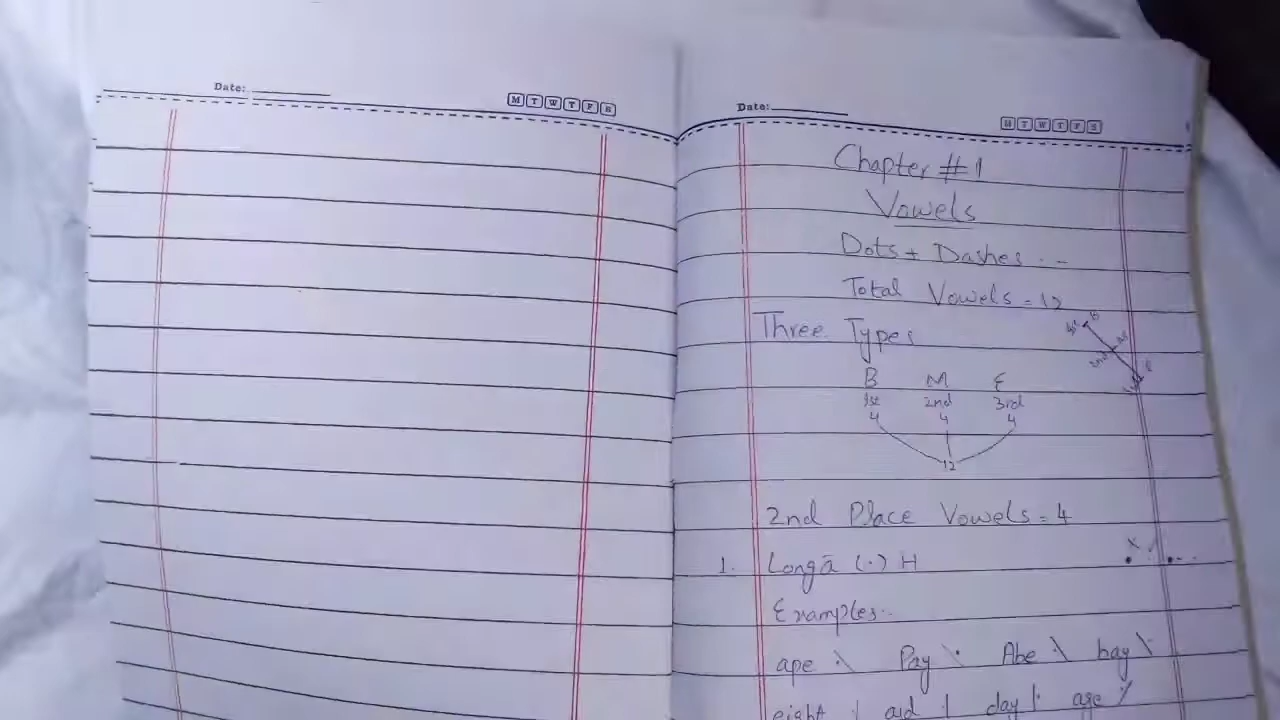 Date:
M T W T F S
Date:
M T W T F S
Chapter # 1
Vowels
Dots + Dashes . . -
Total Vowels = 12
Three Types
B M E
1st 2nd 3rd
4 4 4
12
2nd Place Vowels = 4
1. Long ā (·) H
Examples:-
ape Pay Abe bay
eight aid day age